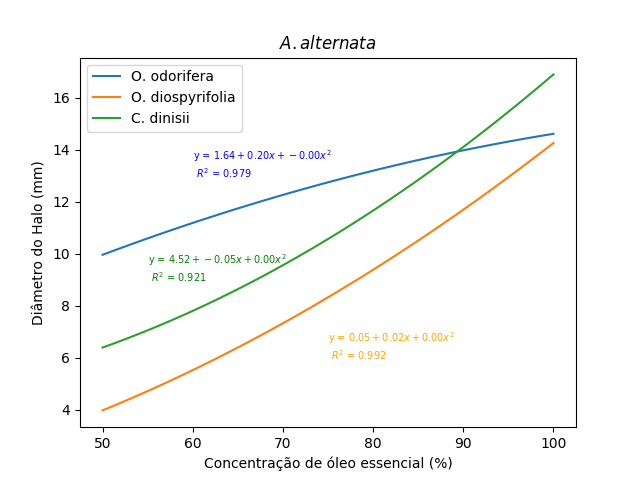 A. alternata
O. odorifera
O. diospyrifolia
C. dinisii
y = 1.64 + 0.20x + −0.00x²
R² = 0.979
y = 4.52 + −0.05x + 0.00x²
R² = 0.921
y = 0.05 + 0.02x + 0.00x²
R² = 0.992
Diâmetro do Halo (mm)
16
14
12
10
8
6
4
50 60 70 80 90 100
Concentração de óleo essencial (%)